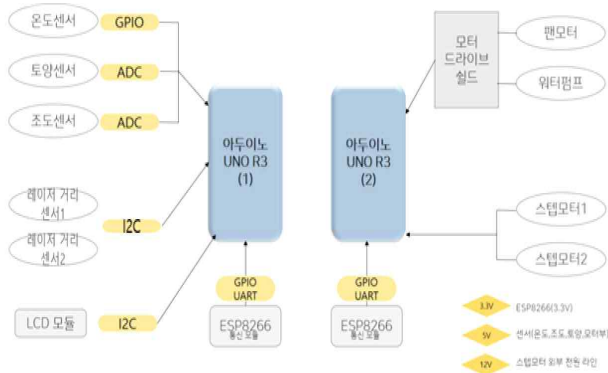 온도센서
GPIO
토양센서
ADC
조도센서
ADC
레이저 거리
센서1
레이저 거리
센서2
I2C
LCD 모듈
I2C
아두이노
UNO R3
(1)
GPIO
UART
ESP8266
통신 모듈
아두이노
UNO R3
(2)
GPIO
UART
ESP8266
통신 모듈
모터
드라이브
쉴드
팬모터
워터펌프
스텝모터1
스텝모터2
3.3V
ESP8266(3.3V)
5V
센서(온도,조도,토양,모터부)
12V
스텝모터 외부 전원 라인